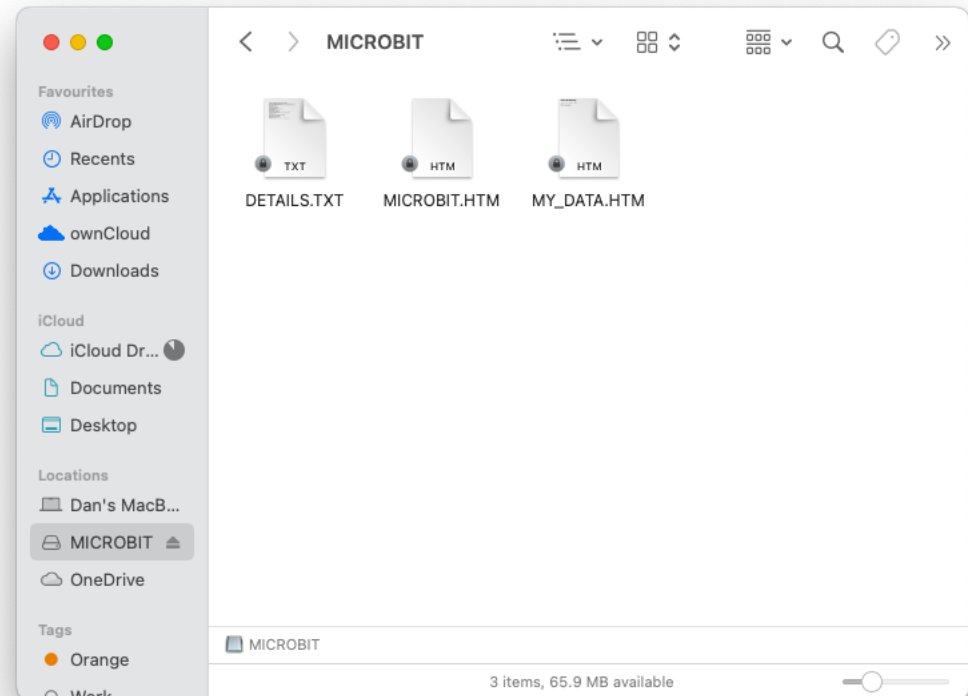 MICROBIT
Favourites
AirDrop
Recents
Applications
ownCloud
Downloads
iCloud
iCloud Dr...
Documents
Desktop
Locations
Dan's MacB...
MICROBIT
OneDrive
Tags
Orange
Work
TXT
HTM
HTM
DETAILS.TXT
MICROBIT.HTM
MY_DATA.HTM
MICROBIT
3 items, 65.9 MB available